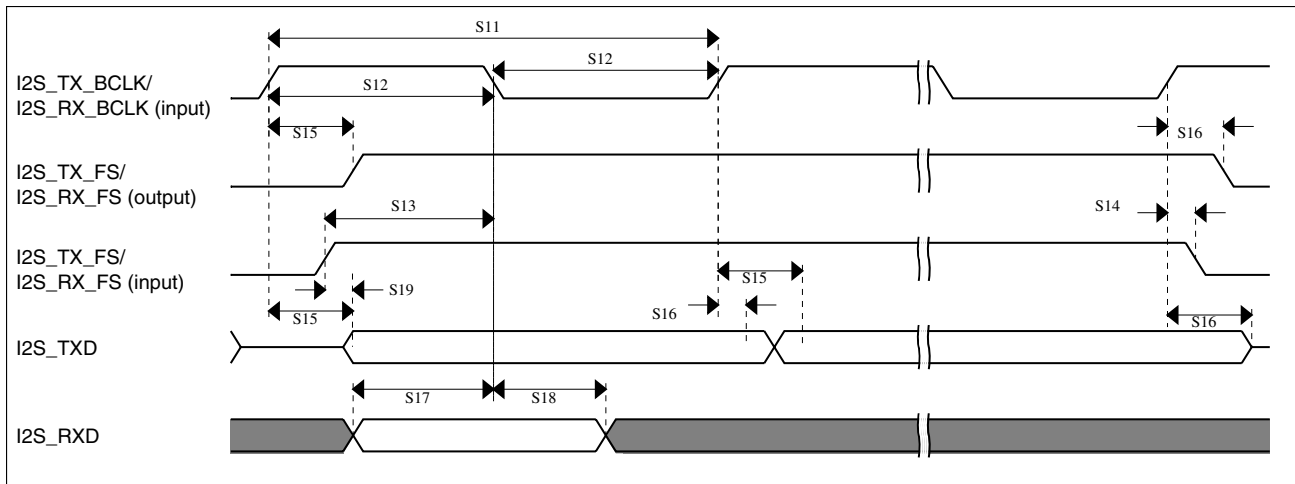 S11
I2S_TX_BCLK/
I2S_RX_BCLK (input)
S12
S12
S15
S16
I2S_TX_FS/
I2S_RX_FS (output)
S13
S14
I2S_TX_FS/
I2S_RX_FS (input)
S15
S19
S15
S16
S16
I2S_TXD
S17
S18
I2S_RXD